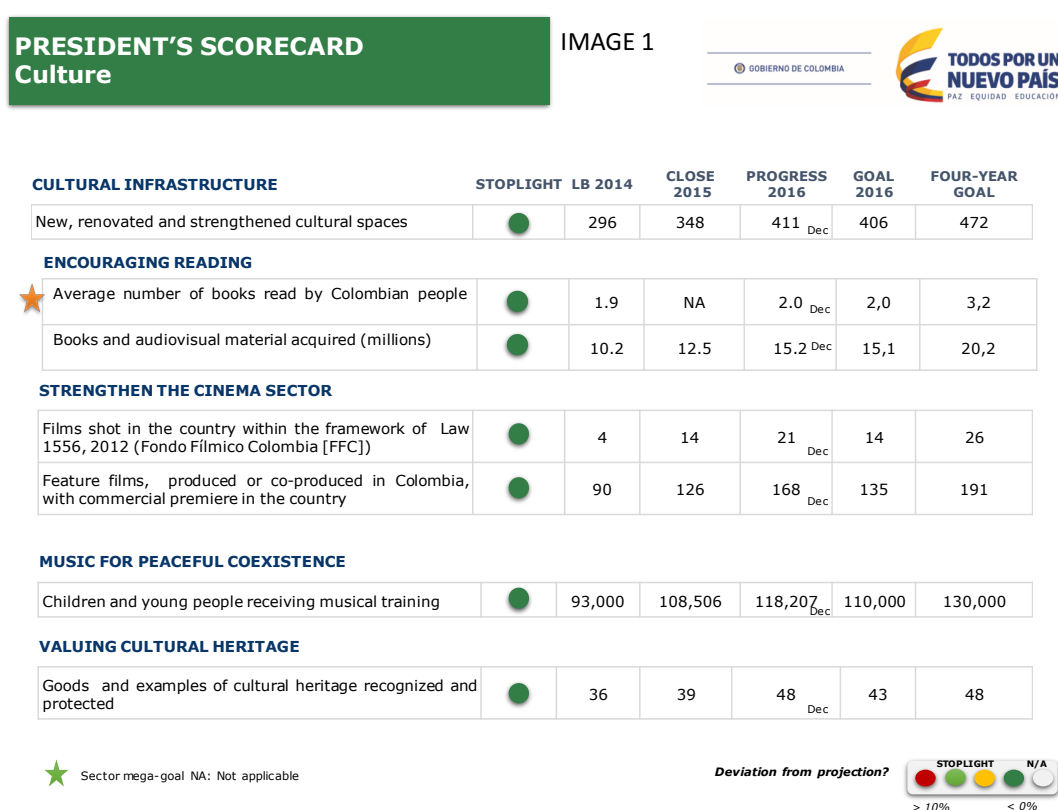 PRESIDENT'S SCORECARD
Culture
IMAGE 1
GOBIERNO DE COLOMBIA
TODOS POR UN
NUEVO PAÍS
PAZ EQUIDAD EDUCACIÓN
CULTURAL INFRASTRUCTURE STOPLIGHT LB 2014 CLOSE 2015 PROGRESS 2016 GOAL 2016 FOUR-YEAR GOAL
New, renovated and strengthened cultural spaces 296 348 411 Dec 406 472
ENCOURAGING READING
Average number of books read by Colombian people 1.9 NA 2.0 Dec 2,0 3,2
Books and audiovisual material acquired (millions) 10.2 12.5 15.2 Dec 15,1 20,2
STRENGTHEN THE CINEMA SECTOR
Films shot in the country within the framework of Law
1556, 2012 (Fondo Fílmico Colombia [FFC]) 4 14 21 Dec 14 26
Feature films, produced or co-produced in Colombia,
with commercial premiere in the country 90 126 168 Dec 135 191
MUSIC FOR PEACEFUL COEXISTENCE
Children and young people receiving musical training 93,000 108,506 118,207 Dec 110,000 130,000
VALUING CULTURAL HERITAGE
Goods and examples of cultural heritage recognized and
protected 36 39 48 Dec 43 48
Sector mega-goal NA: Not applicable
Deviation from projection?
STOPLIGHT N/A
> 10% < 0%